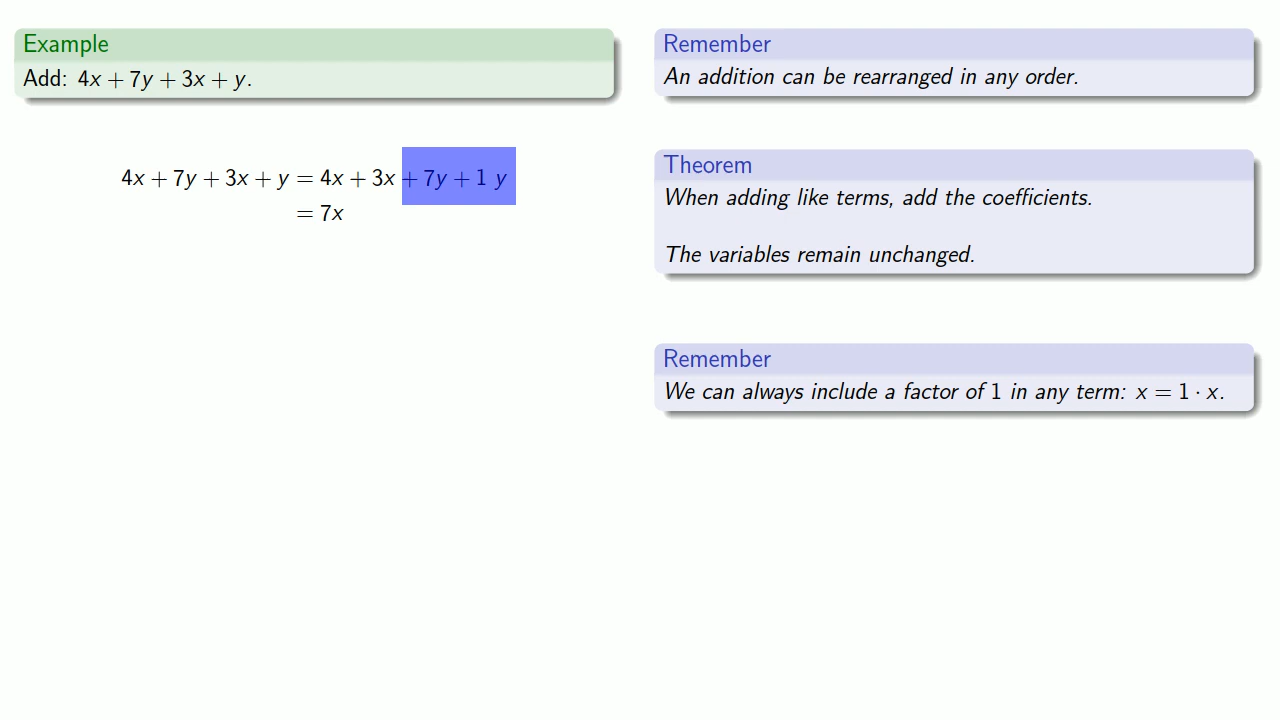 Example
Add: 4x + 7y + 3x + y.
4x + 7y + 3x + y = 4x + 3x + 7y + 1 y
= 7x
Remember
An addition can be rearranged in any order.
Theorem
When adding like terms, add the coefficients.
The variables remain unchanged.
Remember
We can always include a factor of 1 in any term: x = 1 · x.